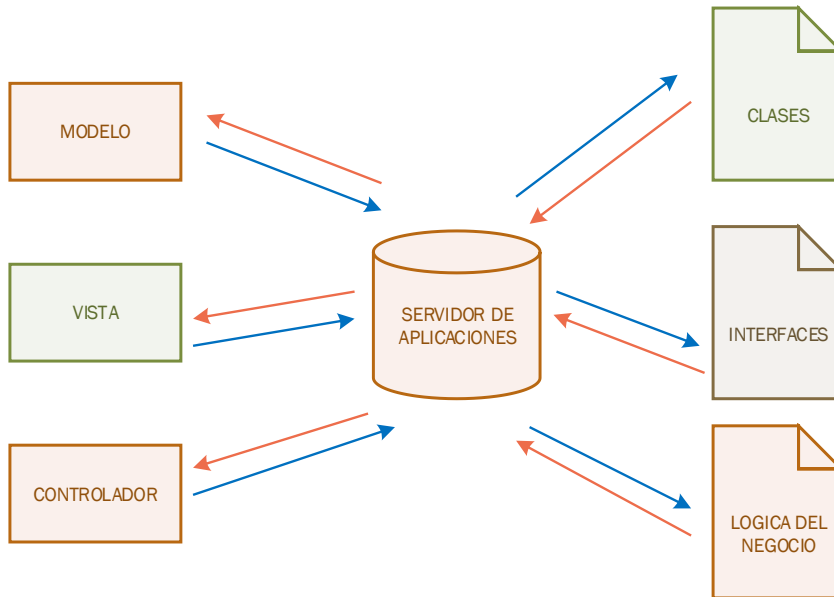 MODELO
VISTA
CONTROLADOR
SERVIDOR DE
APLICACIONES
CLASES
INTERFACES
LOGICA DEL
NEGOCIO